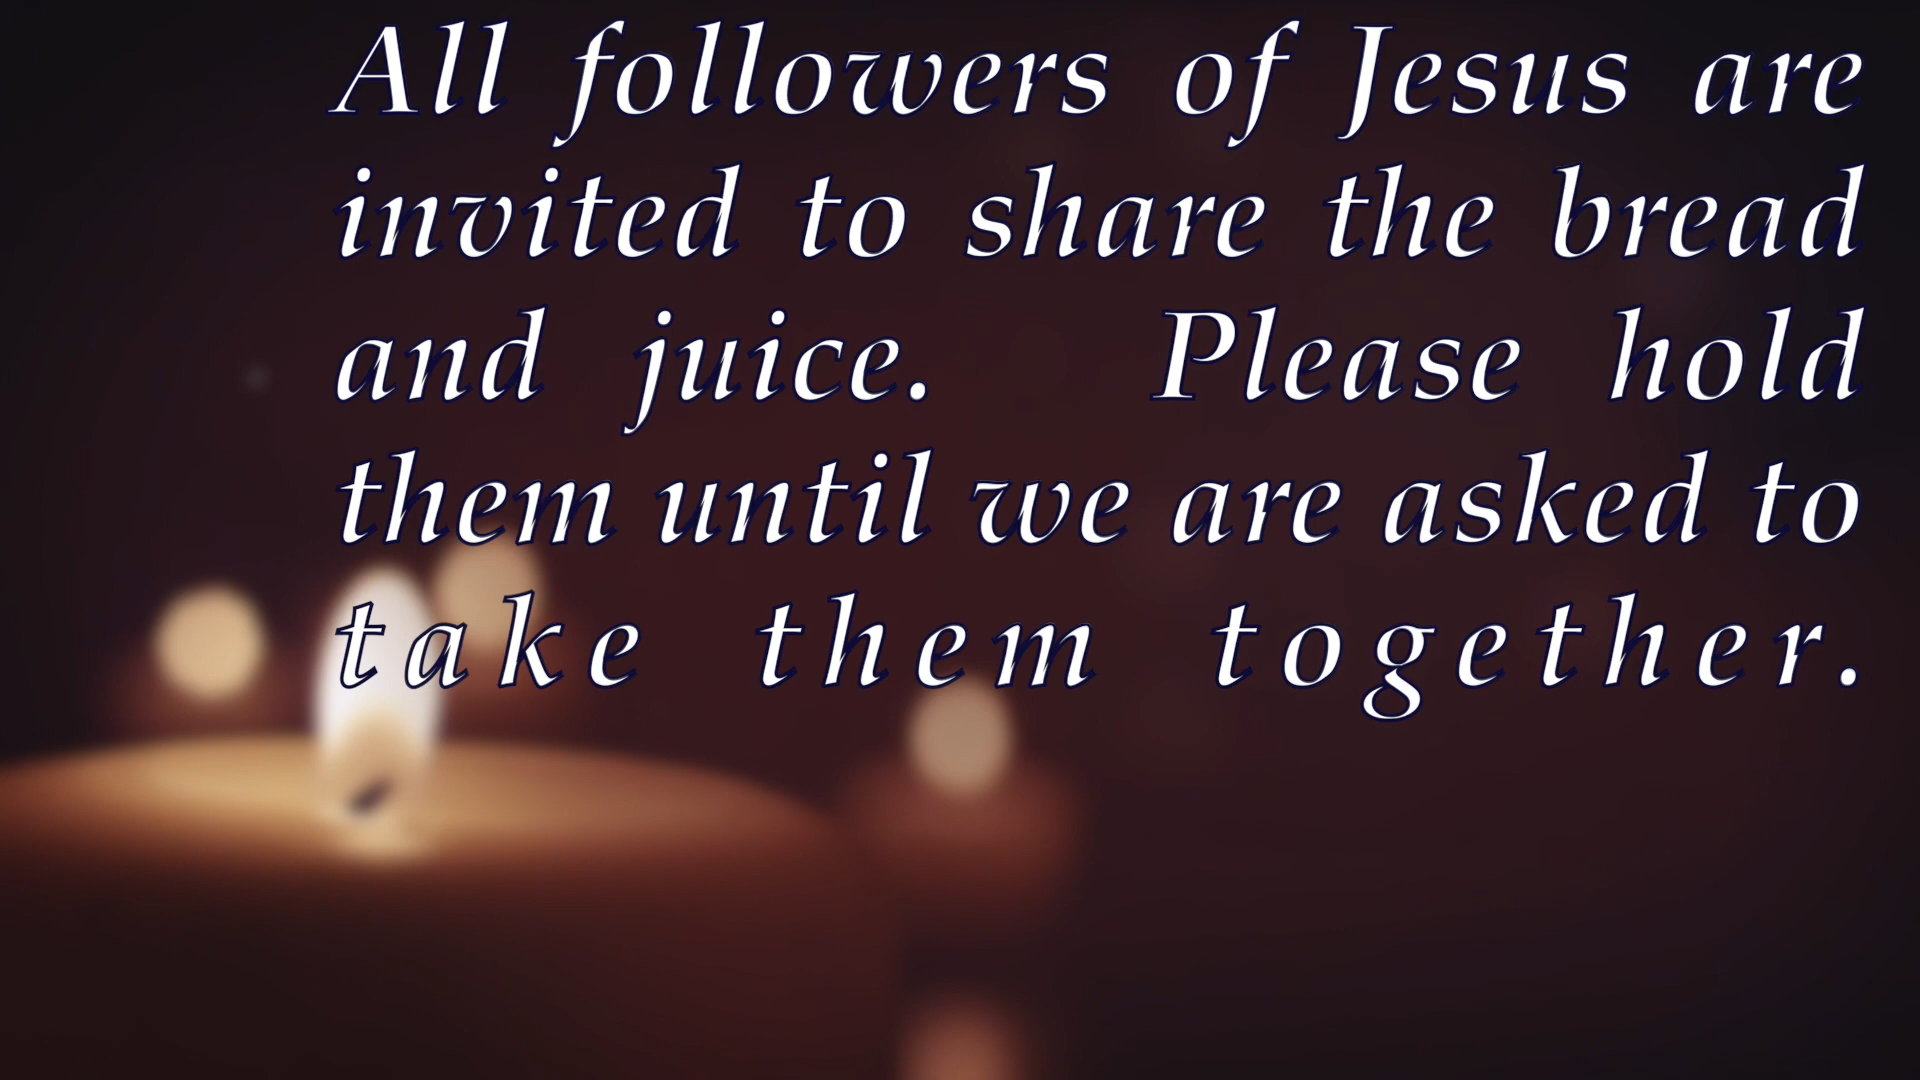 All followers of Jesus are
invited to share the bread
and juice. Please hold
them until we are asked to
take them together.